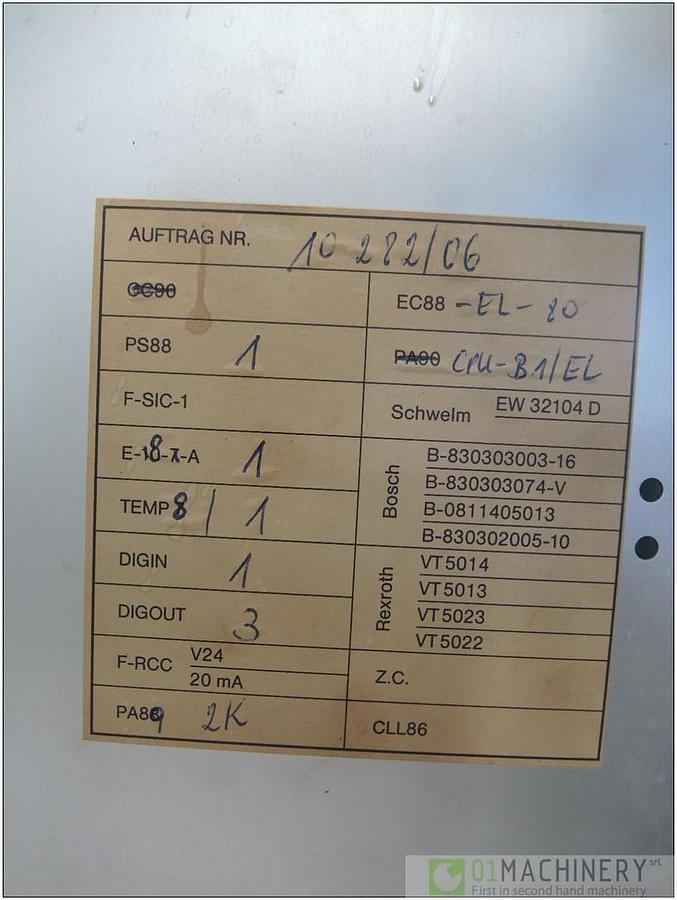 AUFTRAG NR. 10 282/06
CC90
EC88 -EL-80
PS88 1
PA90 CPU-B1/EL
F-SIC-1
Schwelm EW 32104 D
E-18-A 1
Bosch
B-830303003-16
B-830303074-V
B-0811405013
B-830302005-10
TEMP 8/1
DIGIN 1
DIGOUT 3
Rexroth
VT5014
VT5013
VT5023
VT5022
F-RCC V24
20 mA
Z.C.
PA89 2K
CLL86
01MACHINERY srl
First in second hand machinery